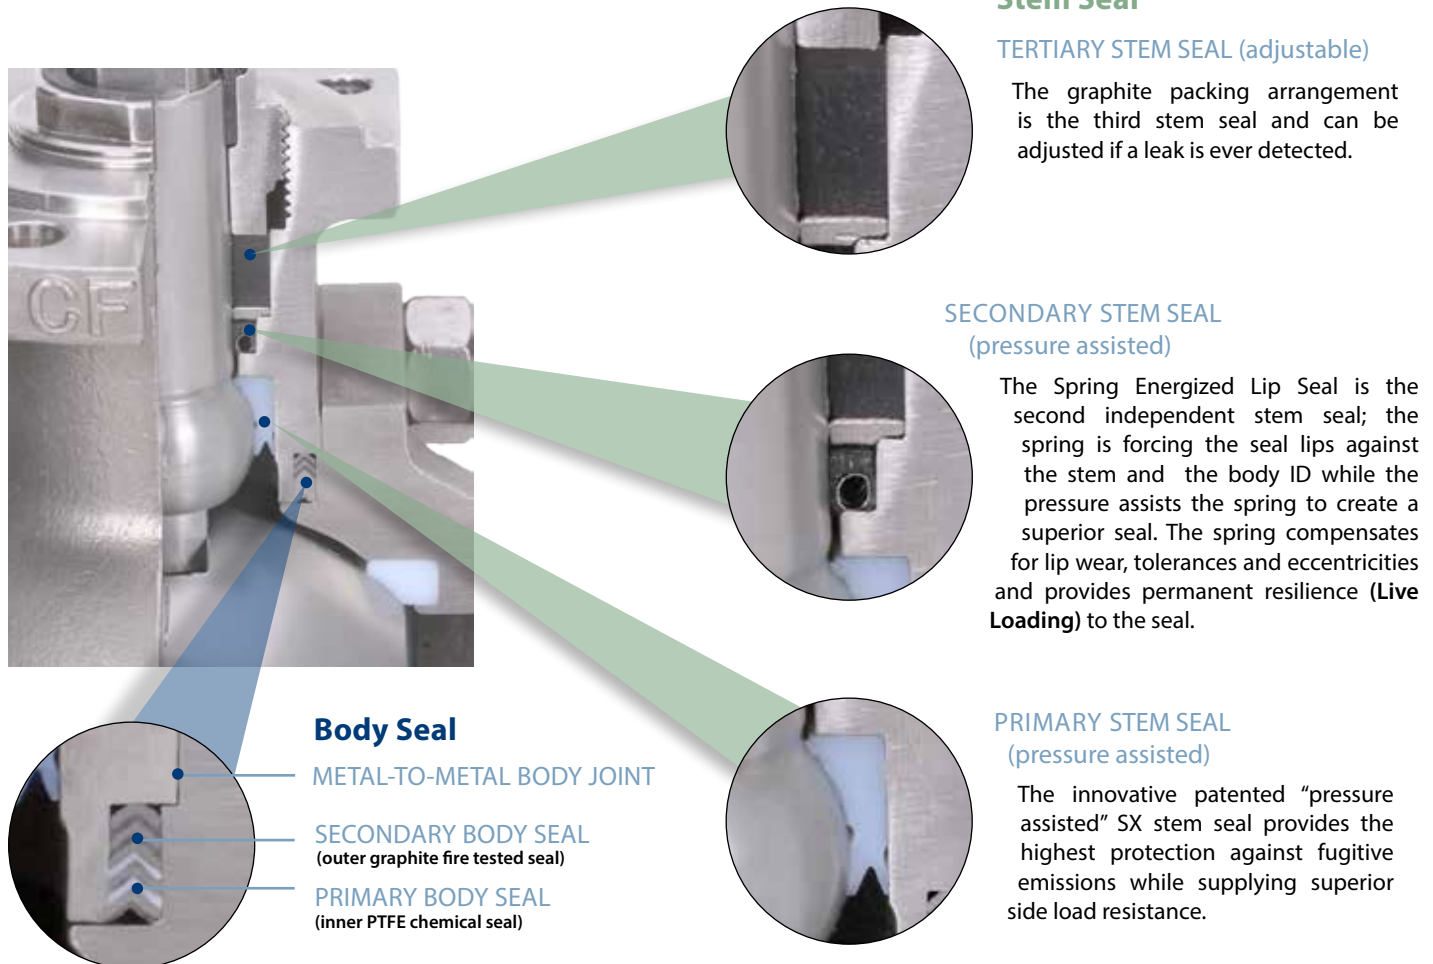 Stem Seal
TERTIARY STEM SEAL (adjustable)
The graphite packing arrangement
is the third stem seal and can be
adjusted if a leak is ever detected.
CF
SECONDARY STEM SEAL
(pressure assisted)
The Spring Energized Lip Seal is the
second independent stem seal; the
spring is forcing the seal lips against
the stem and the body ID while the
pressure assists the spring to create a
superior seal. The spring compensates
for lip wear, tolerances and eccentricities
and provides permanent resilience (Live
Loading) to the seal.
Body Seal
METAL-TO-METAL BODY JOINT
SECONDARY BODY SEAL
(outer graphite fire tested seal)
PRIMARY BODY SEAL
(inner PTFE chemical seal)
PRIMARY STEM SEAL
(pressure assisted)
The innovative patented “pressure
assisted” SX stem seal provides the
highest protection against fugitive
emissions while supplying superior
side load resistance.